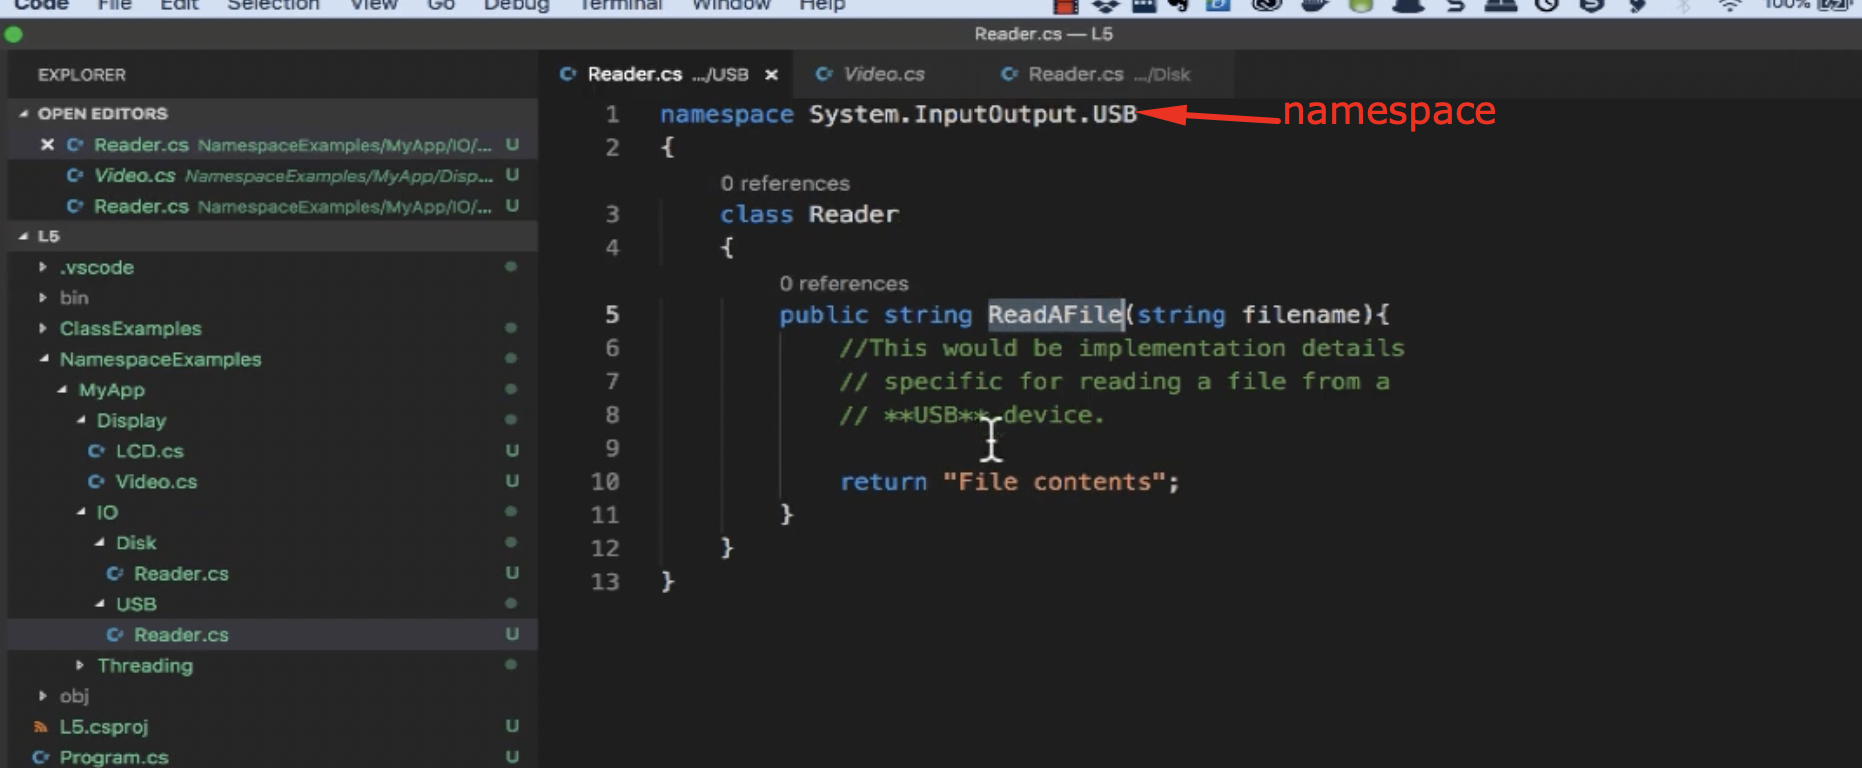 Code File Edit Selection View Go Debug Terminal Window Help 100%
Reader.cs — L5
EXPLORER
OPEN EDITORS
Reader.cs NamespaceExamples/MyApp/IO/... U
Video.cs NamespaceExamples/MyApp/Disp... U
Reader.cs NamespaceExamples/MyApp/IO/... U
L5
.vscode
bin
ClassExamples
NamespaceExamples
MyApp
Display
LCD.cs U
Video.cs U
IO
Disk
Reader.cs U
USB
Reader.cs U
Threading
obj
L5.csproj U
Program.cs U
Reader.cs .../USB × Video.cs Reader.cs .../Disk
1 namespace System.InputOutput.USB
namespace
2 {
0 references
3 class Reader
4 {
0 references
5 public string ReadAFile(string filename){
6 //This would be implementation details
7 // specific for reading a file from a
8 // **USB** device.
9
10 return "File contents";
11 }
12 }
13 }